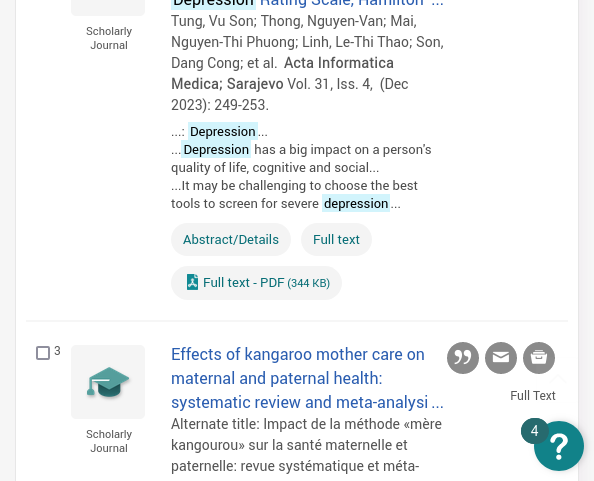 Depression Rating Scale, Hamilton ...
Scholarly
Journal
Tung, Vu Son; Thong, Nguyen-Van; Mai,
Nguyen-Thi Phuong; Linh, Le-Thi Thao; Son,
Dang Cong; et al. Acta Informatica
Medica; Sarajevo Vol. 31, Iss. 4, (Dec
2023): 249-253.
...: Depression...
...Depression has a big impact on a person's
quality of life, cognitive and social...
...It may be challenging to choose the best
tools to screen for severe depression...
Abstract/Details
Full text
Full text - PDF (344 KB)
3
Scholarly
Journal
Effects of kangaroo mother care on
maternal and paternal health:
systematic review and meta-analysi ...
Alternate title: Impact de la méthode «mère
kangourou» sur la santé maternelle et
paternelle: revue systématique et méta-
Full Text
4
?